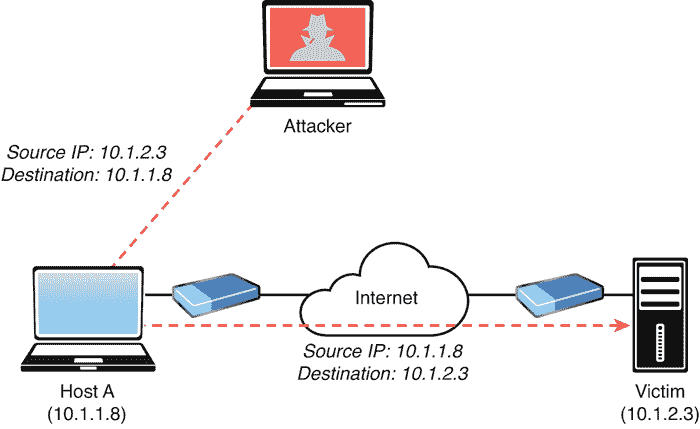 Attacker
Source IP: 10.1.2.3
Destination: 10.1.1.8
Internet
Source IP: 10.1.1.8
Destination: 10.1.2.3
Host A
(10.1.1.8)
Victim
(10.1.2.3)